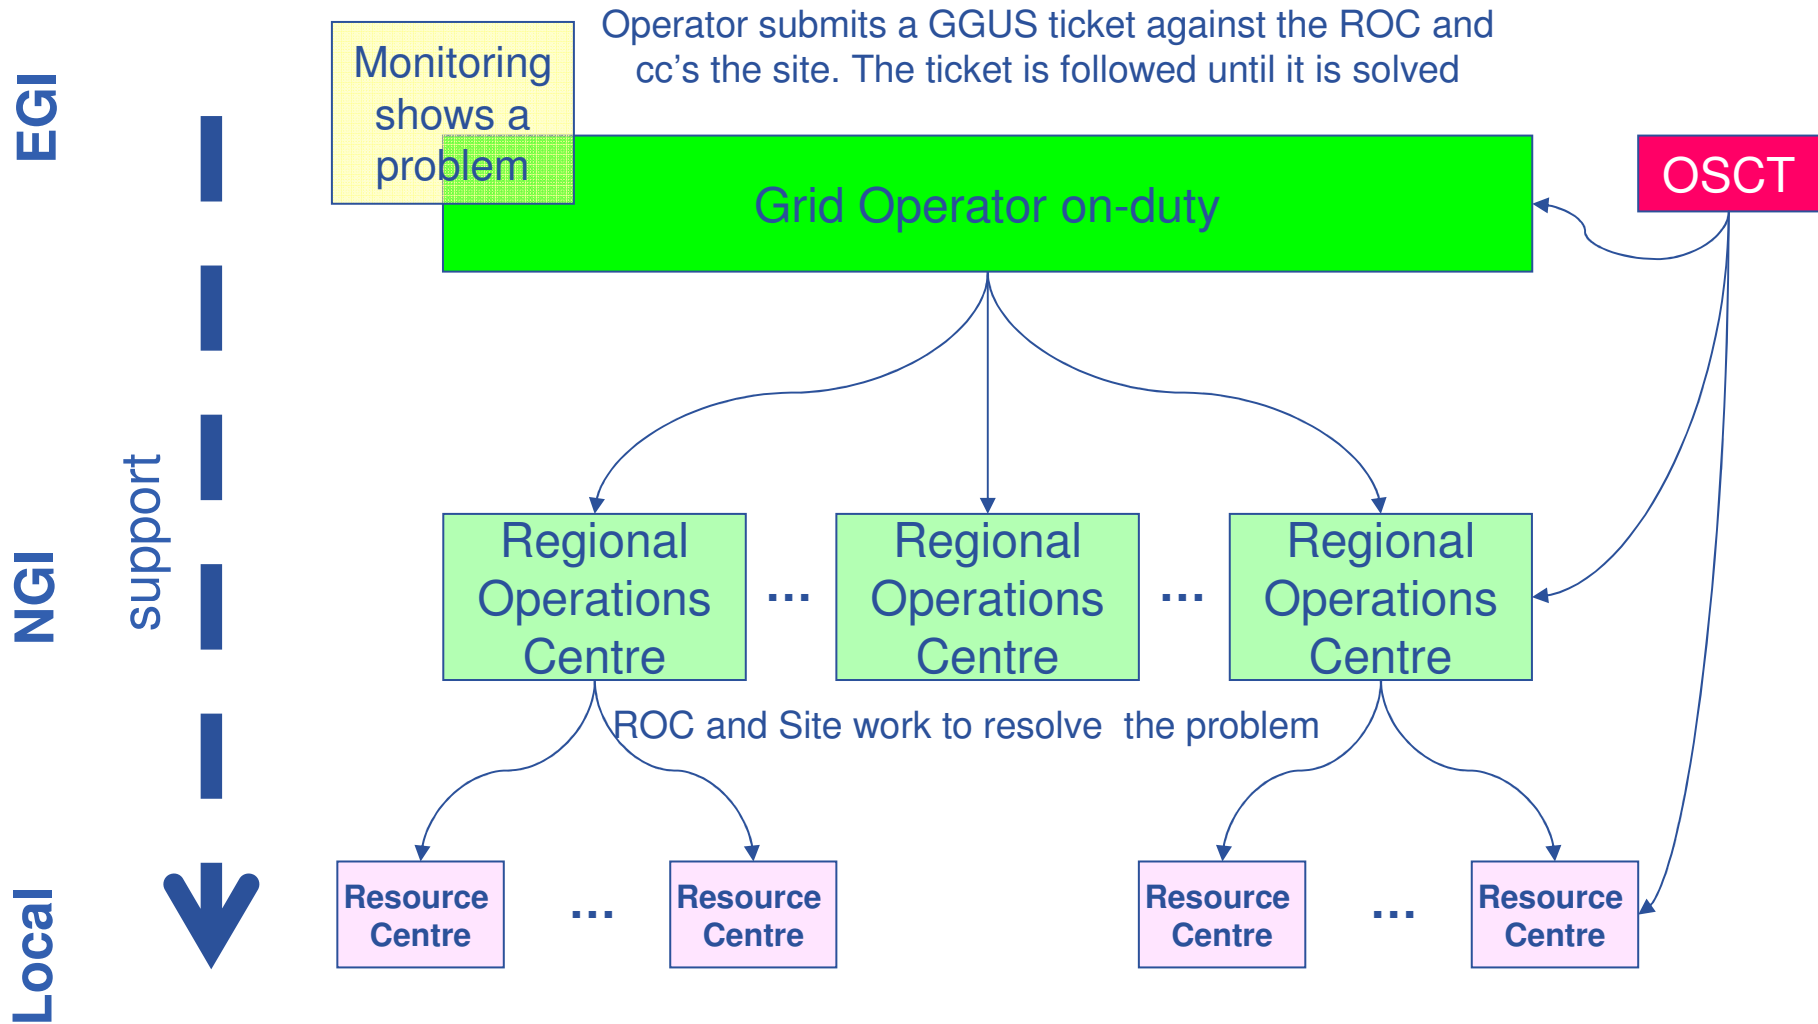 Operator submits a GGUS ticket against the ROC and
cc's the site. The ticket is followed until it is solved
Monitoring
shows a
problem
EGI
Grid Operator on-duty
OSCT
support
NGI
Regional
Operations
Centre
...
Regional
Operations
Centre
...
Regional
Operations
Centre
ROC and Site work to resolve  the problem
Local
Resource
Centre
...
Resource
Centre
Resource
Centre
...
Resource
Centre